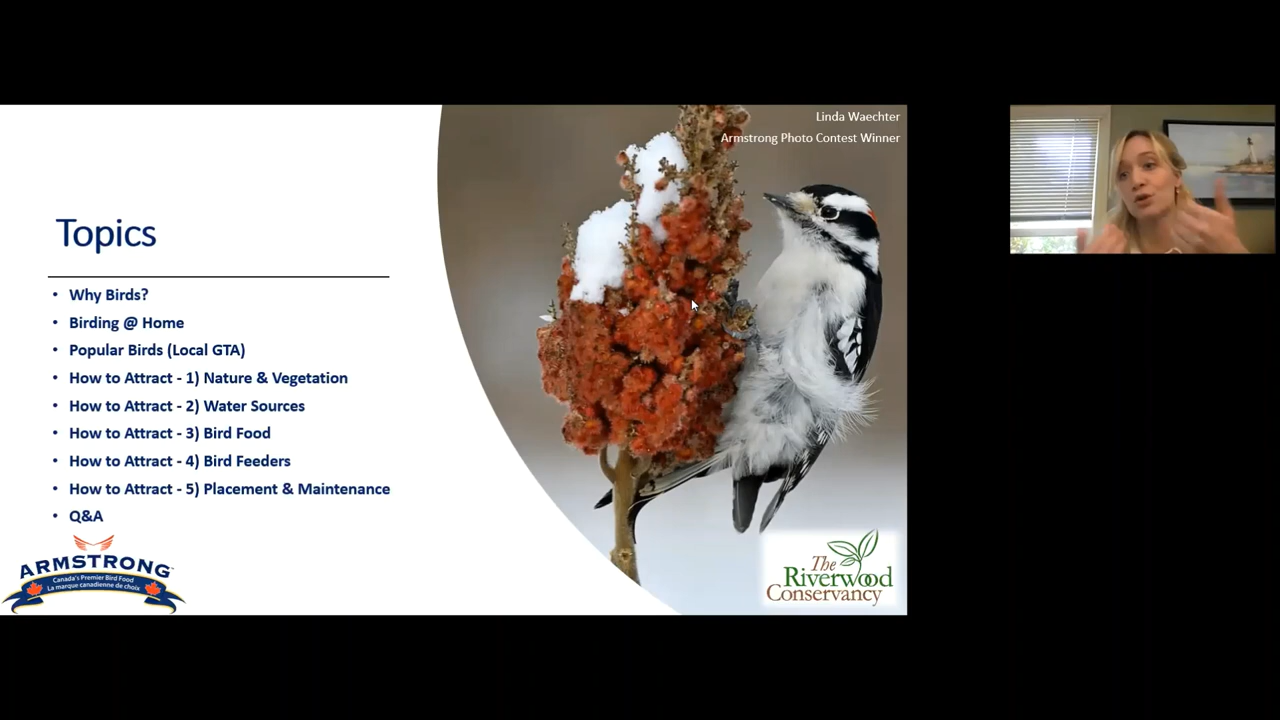 Linda Waechter
Armstrong Photo Contest Winner
Topics
• Why Birds?
• Birding @ Home
• Popular Birds (Local GTA)
• How to Attract - 1) Nature & Vegetation
• How to Attract - 2) Water Sources
• How to Attract - 3) Bird Food
• How to Attract - 4) Bird Feeders
• How to Attract - 5) Placement & Maintenance
• Q&A
ARMSTRONG
Canada's Premier Bird Food
La marque canadienne de choix
The
Riverwood
Conservancy